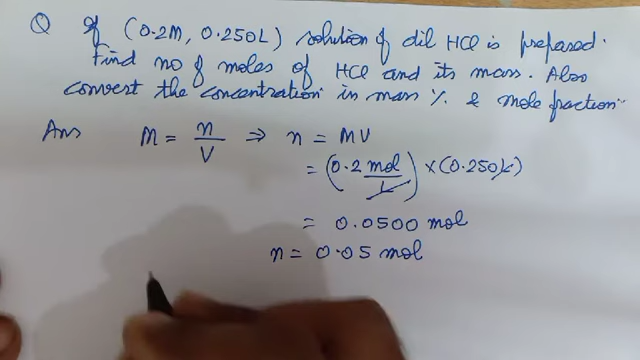 Q If (0.2M, 0.250L) solution of dil HCl is prepared.
Find no of moles of HCl and its mass. Also
convert the concentration in mass % & mole fraction.
Ans M = n/V ⇒ n = MV
= (0.2 mol/L) × (0.250L)
= 0.0500 mol
n = 0.05 mol